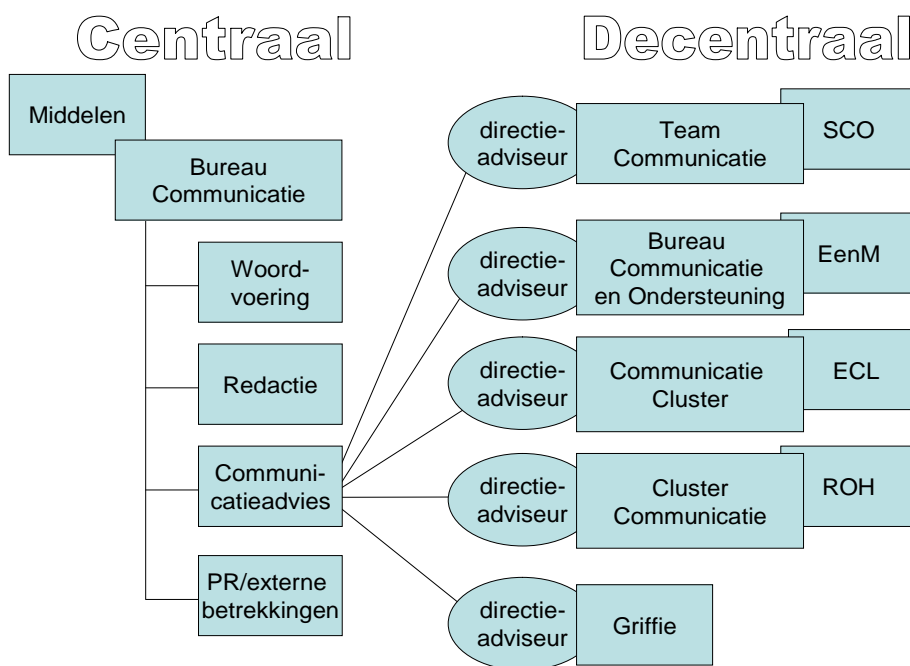 Centraal
Decentraal
Middelen
Bureau
Communicatie
Woord-
voering
Redactie
Communi-
catieadvies
PR/externe
betrekkingen
directie-
adviseur
Team
Communicatie
SCO
directie-
adviseur
Bureau
Communicatie
en Ondersteuning
EenM
directie-
adviseur
Communicatie
Cluster
ECL
directie-
adviseur
Cluster
Communicatie
ROH
directie-
adviseur
Griffie